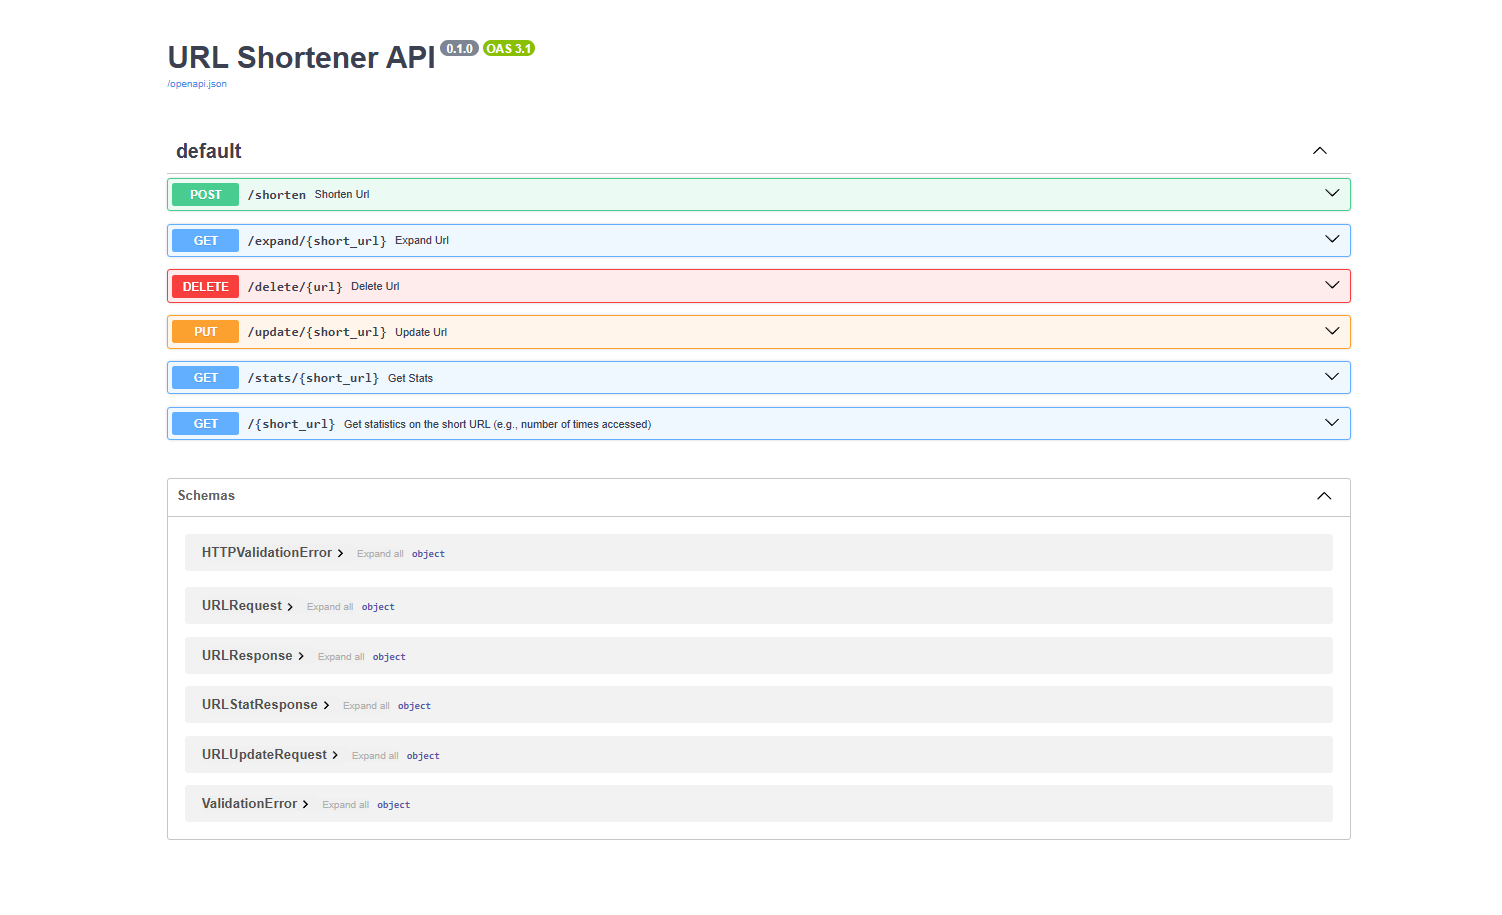 URL Shortener API 0.1.0 OAS 3.1
/openapi.json
default
POST /shorten Shorten Url
GET /expand/{short_url} Expand Url
DELETE /delete/{url} Delete Url
PUT /update/{short_url} Update Url
GET /stats/{short_url} Get Stats
GET /{short_url} Get statistics on the short URL (e.g., number of times accessed)
Schemas
HTTPValidationError Expand all object
URLRequest Expand all object
URLResponse Expand all object
URLStatResponse Expand all object
URLUpdateRequest Expand all object
ValidationError Expand all object